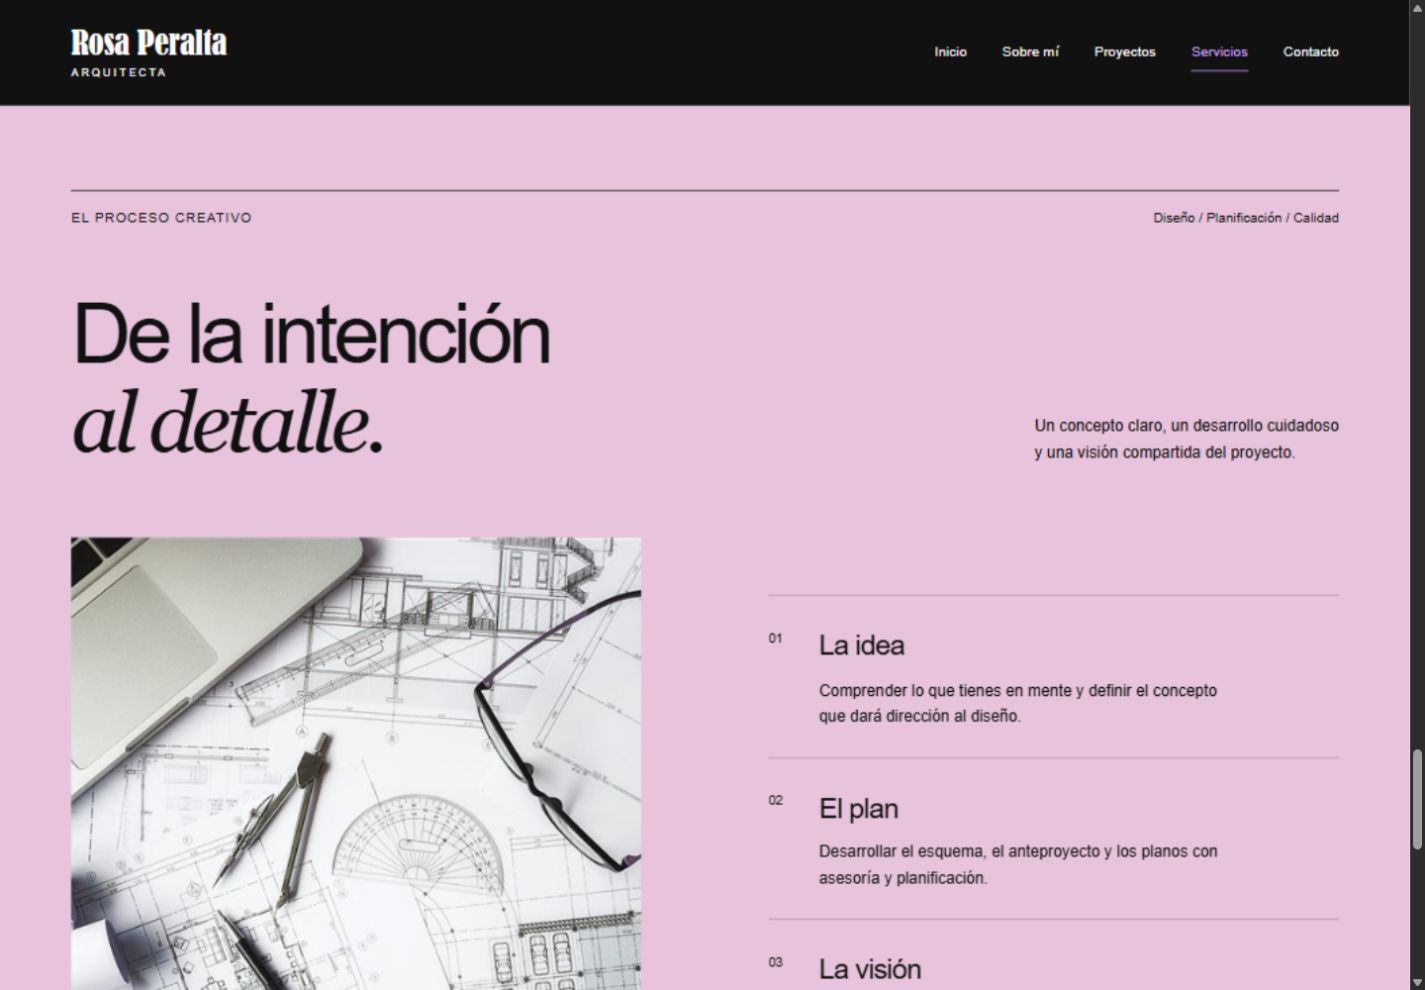 Rosa Peralta
ARQUITECTA
Inicio
Sobre mí
Proyectos
Servicios
Contacto
EL PROCESO CREATIVO
Diseño / Planificación / Calidad
De la intención
al detalle.
Un concepto claro, un desarrollo cuidadoso
y una visión compartida del proyecto.
01
La idea
Comprender lo que tienes en mente y definir el concepto
que dará dirección al diseño.
02
El plan
Desarrollar el esquema, el anteproyecto y los planos con
asesoría y planificación.
03
La visión